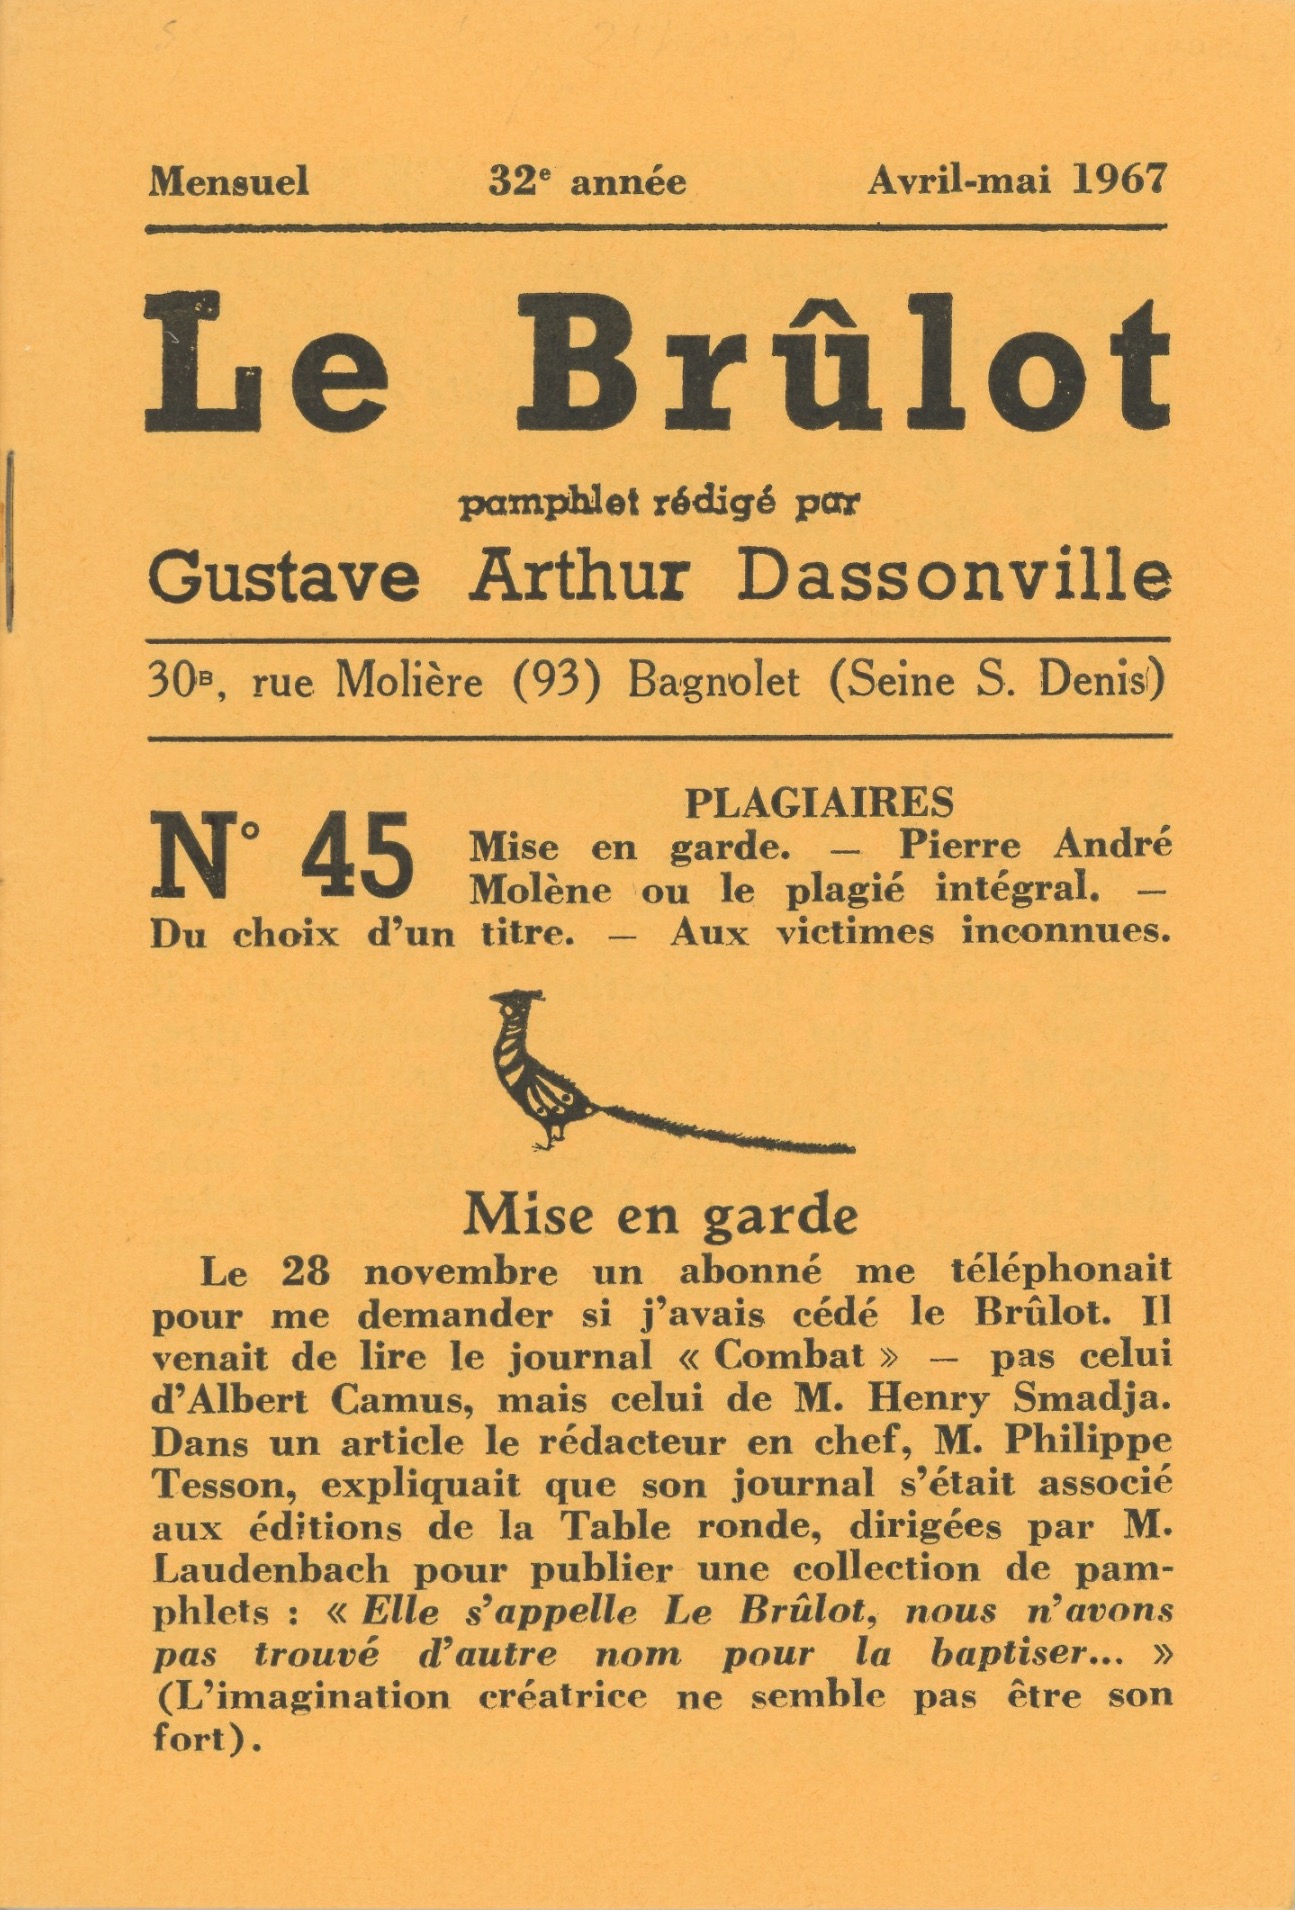 Mensuel 32e année Avril-mai 1967
Le Brûlot
pamphlet rédigé par
Gustave Arthur Dassonville
30B, rue Molière (93) Bagnolet (Seine S. Denis)
N° 45
PLAGIAIRES
Mise en garde. — Pierre André
Molène ou le plagié intégral. —
Du choix d'un titre. — Aux victimes inconnues.
Mise en garde
Le 28 novembre un abonné me téléphonait
pour me demander si j'avais cédé le Brûlot. Il
venait de lire le journal « Combat » — pas celui
d'Albert Camus, mais celui de M. Henry Smadja.
Dans un article le rédacteur en chef, M. Philippe
Tesson, expliquait que son journal s'était associé
aux éditions de la Table ronde, dirigées par M.
Laudenbach pour publier une collection de pam-
phlets : « Elle s'appelle Le Brûlot, nous n'avons
pas trouvé d'autre nom pour la baptiser... »
(L'imagination créatrice ne semble pas être son
fort).